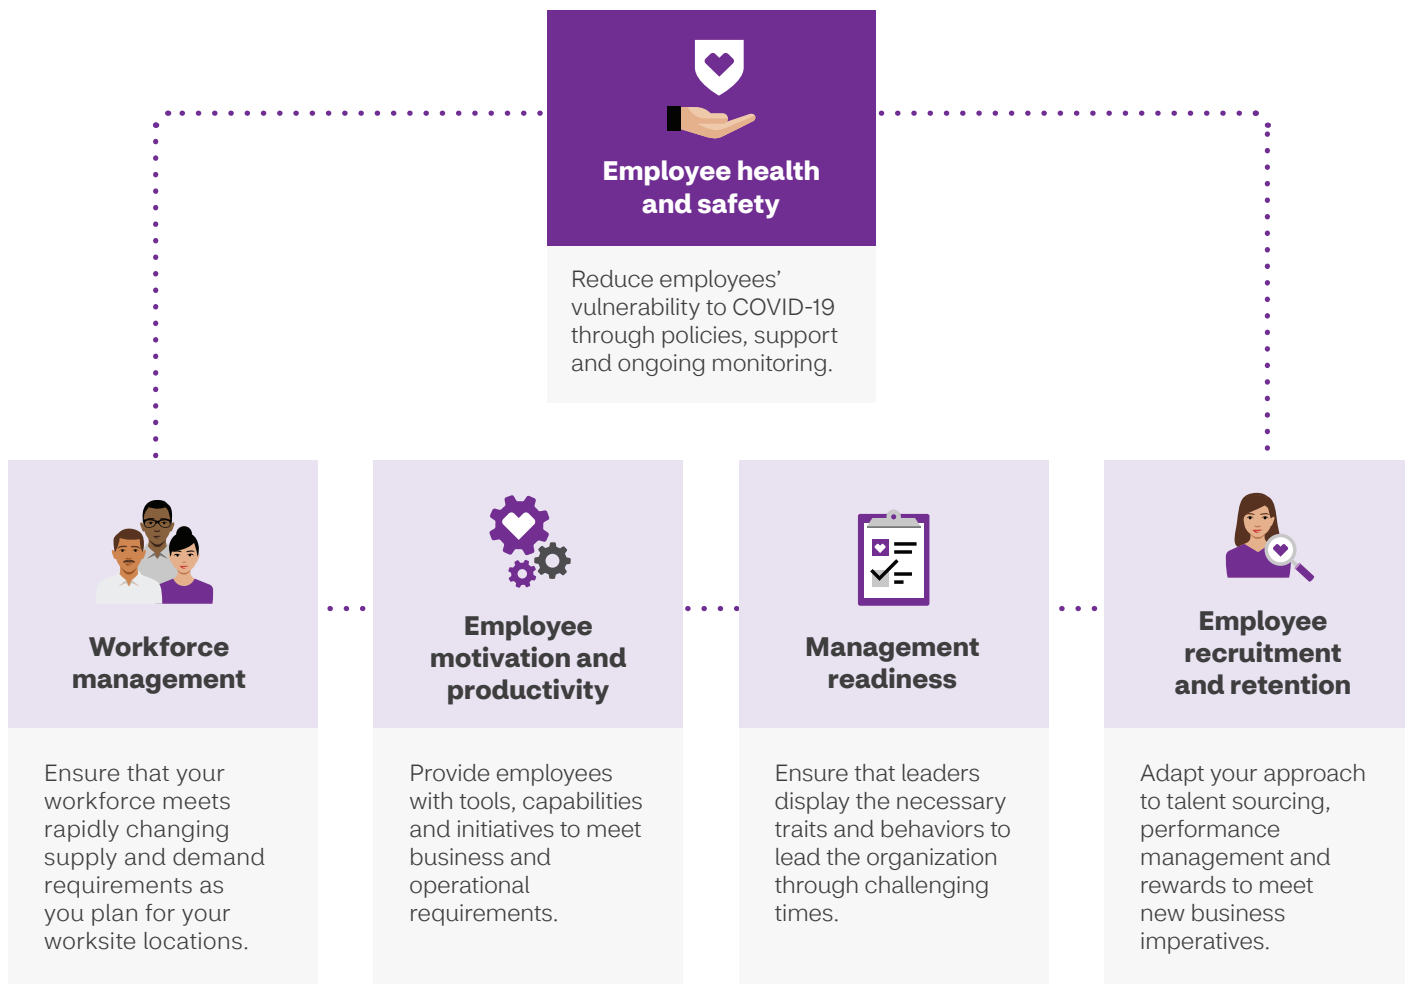 Employee health
and safety
Reduce employees’
vulnerability to COVID-19
through policies, support
and ongoing monitoring.
Workforce
management
Ensure that your
workforce meets
rapidly changing
supply and demand
requirements as
you plan for your
worksite locations.
Employee
motivation and
productivity
Provide employees
with tools, capabilities
and initiatives to meet
business and
operational
requirements.
Management
readiness
Ensure that leaders
display the necessary
traits and behaviors to
lead the organization
through challenging
times.
Employee
recruitment
and retention
Adapt your approach
to talent sourcing,
performance
management and
rewards to meet
new business
imperatives.